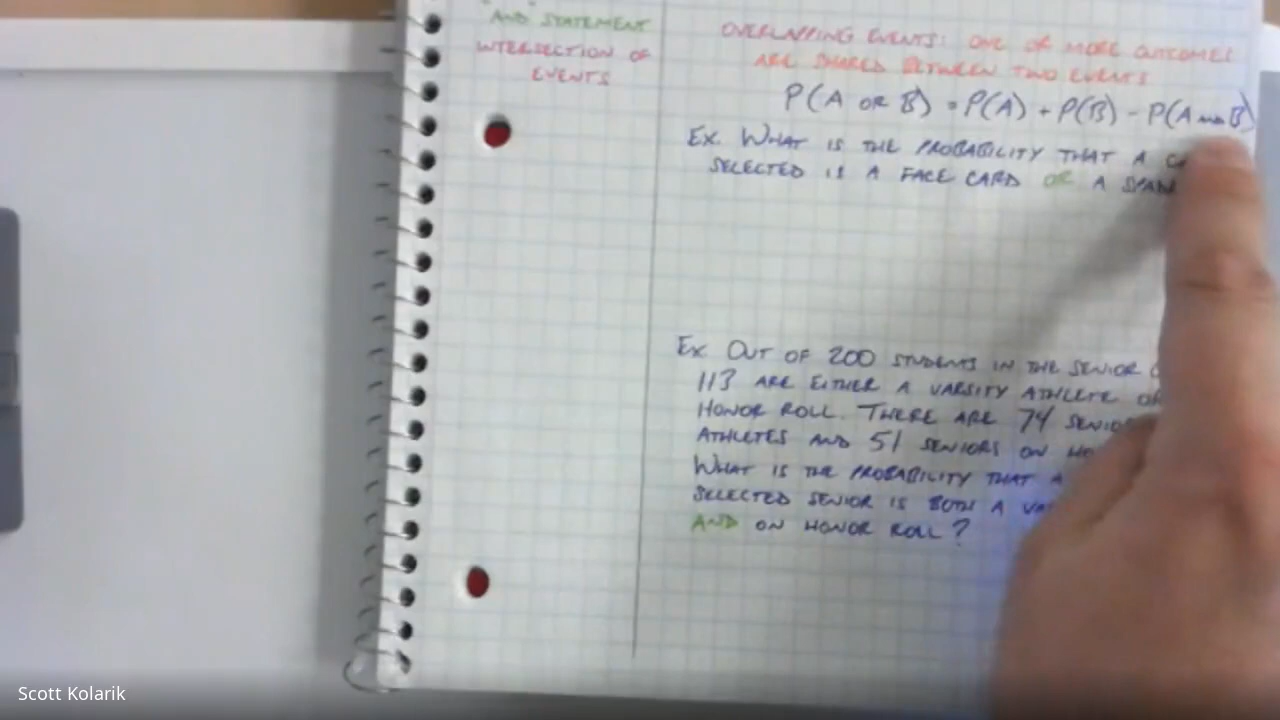 "AND" STATEMENT
INTERSECTION OF
EVENTS
OVERLAPPING EVENTS: ONE OR MORE OUTCOMES
ARE SHARED BETWEEN TWO EVENTS
P(A OR B) = P(A) + P(B) - P(A AND B)
EX. WHAT IS THE PROBABILITY THAT A
SELECTED IS A FACE CARD OR A
EX. OUT OF 200 STUDENTS IN THE SENIOR
113 ARE EITHER A VARSITY ATHLETE
HONOR ROLL. THERE ARE 74
ATHLETES AND 51 SENIORS ON
WHAT IS THE PROBABILITY THAT A
SELECTED SENIOR IS BOTH A
AND ON HONOR ROLL?
Scott Kolarik